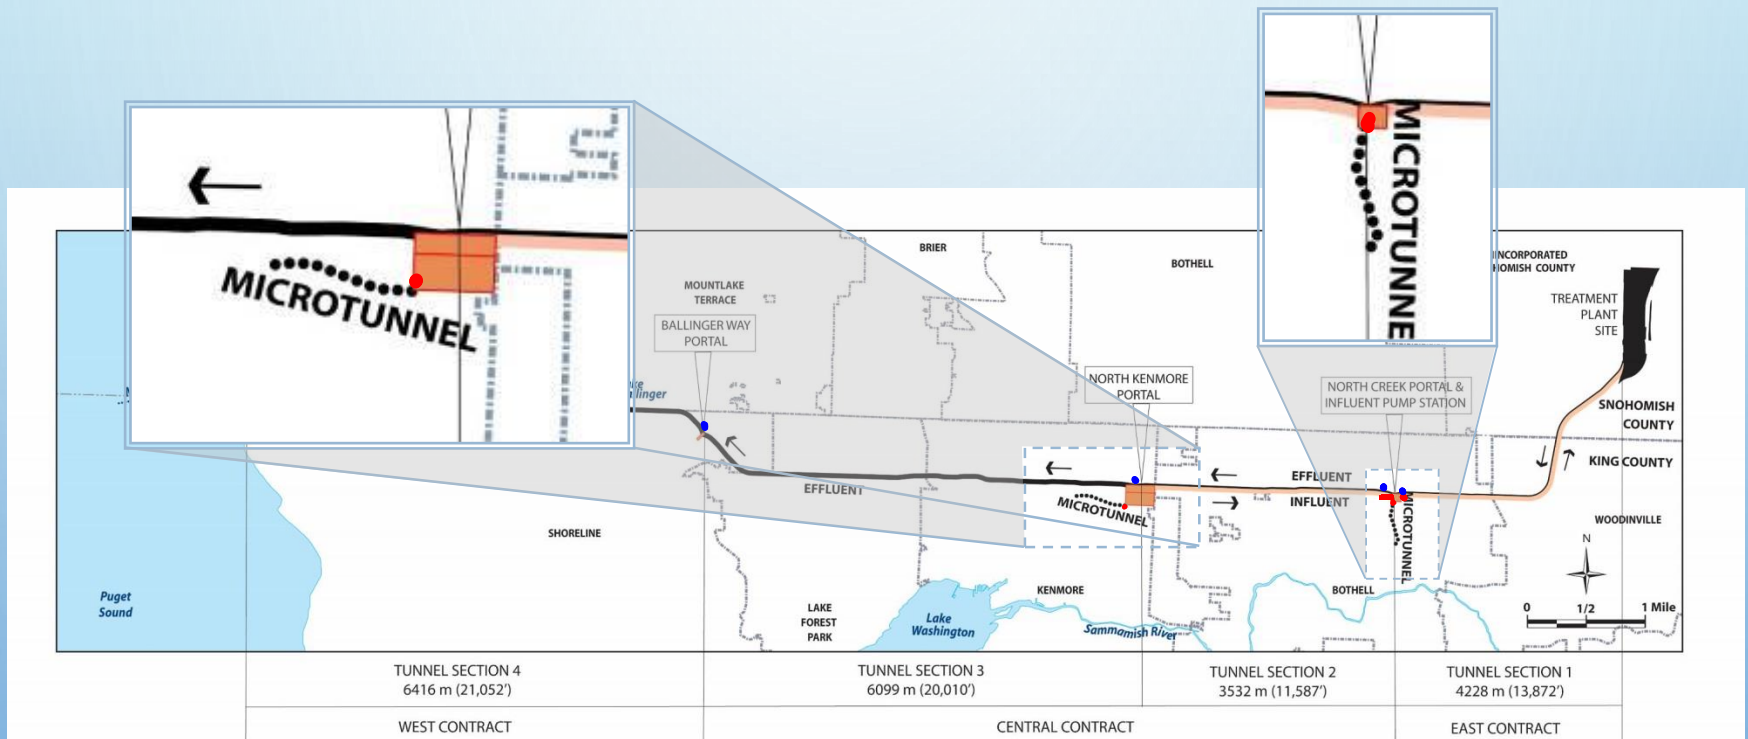 MICROTUNNEL
MICROTUNNE
BRIER
BOTHELL
INCORPORATED
HOMISH COUNTY
MOUNTLAKE
TERRACE
TREATMENT
PLANT
SITE
BALLINGER WAY
PORTAL
NORTH KENMORE
PORTAL
NORTH CREEK PORTAL &
INFLUENT PUMP STATION
ke
llinger
SNOHOMISH
COUNTY
KING COUNTY
EFFLUENT
EFFLUENT
INFLUENT
MICROTUNNEL
MICROTUNNEL
SHORELINE
WOODINVILLE
N
Puget
Sound
KENMORE
BOTHELL
LAKE
FOREST
PARK
Lake
Washington
Sammamish River
0 1/2 1 Mile
TUNNEL SECTION 4
6416 m (21,052')
TUNNEL SECTION 3
6099 m (20,010')
TUNNEL SECTION 2
3532 m (11,587')
TUNNEL SECTION 1
4228 m (13,872')
WEST CONTRACT
CENTRAL CONTRACT
EAST CONTRACT